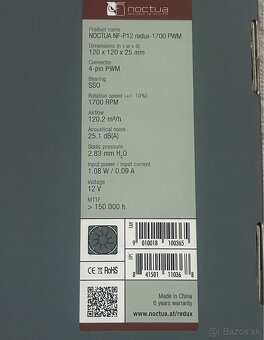 noctua
Product name
NOCTUA NF-P12 redux-1700 PWM
Dimensions (h x w x d)
120 x 120 x 25 mm
Connector
4-pin PWM
Bearing
SSO
Rotation speed (+/- 10%)
1700 RPM
Airflow
120.2 m³/h
Acoustical noise
25.1 dB(A)
Static pressure
2.83 mm H₂O
Input power / input current
1.08 W / 0.09 A
Voltage
12 V
MTTF
> 150.000 h
EAN
9 010018 100365
CE RoHS
UPC
8 41501 11036 8
Made in China
6 years warranty
www.noctua.at/redux
bazos.sk